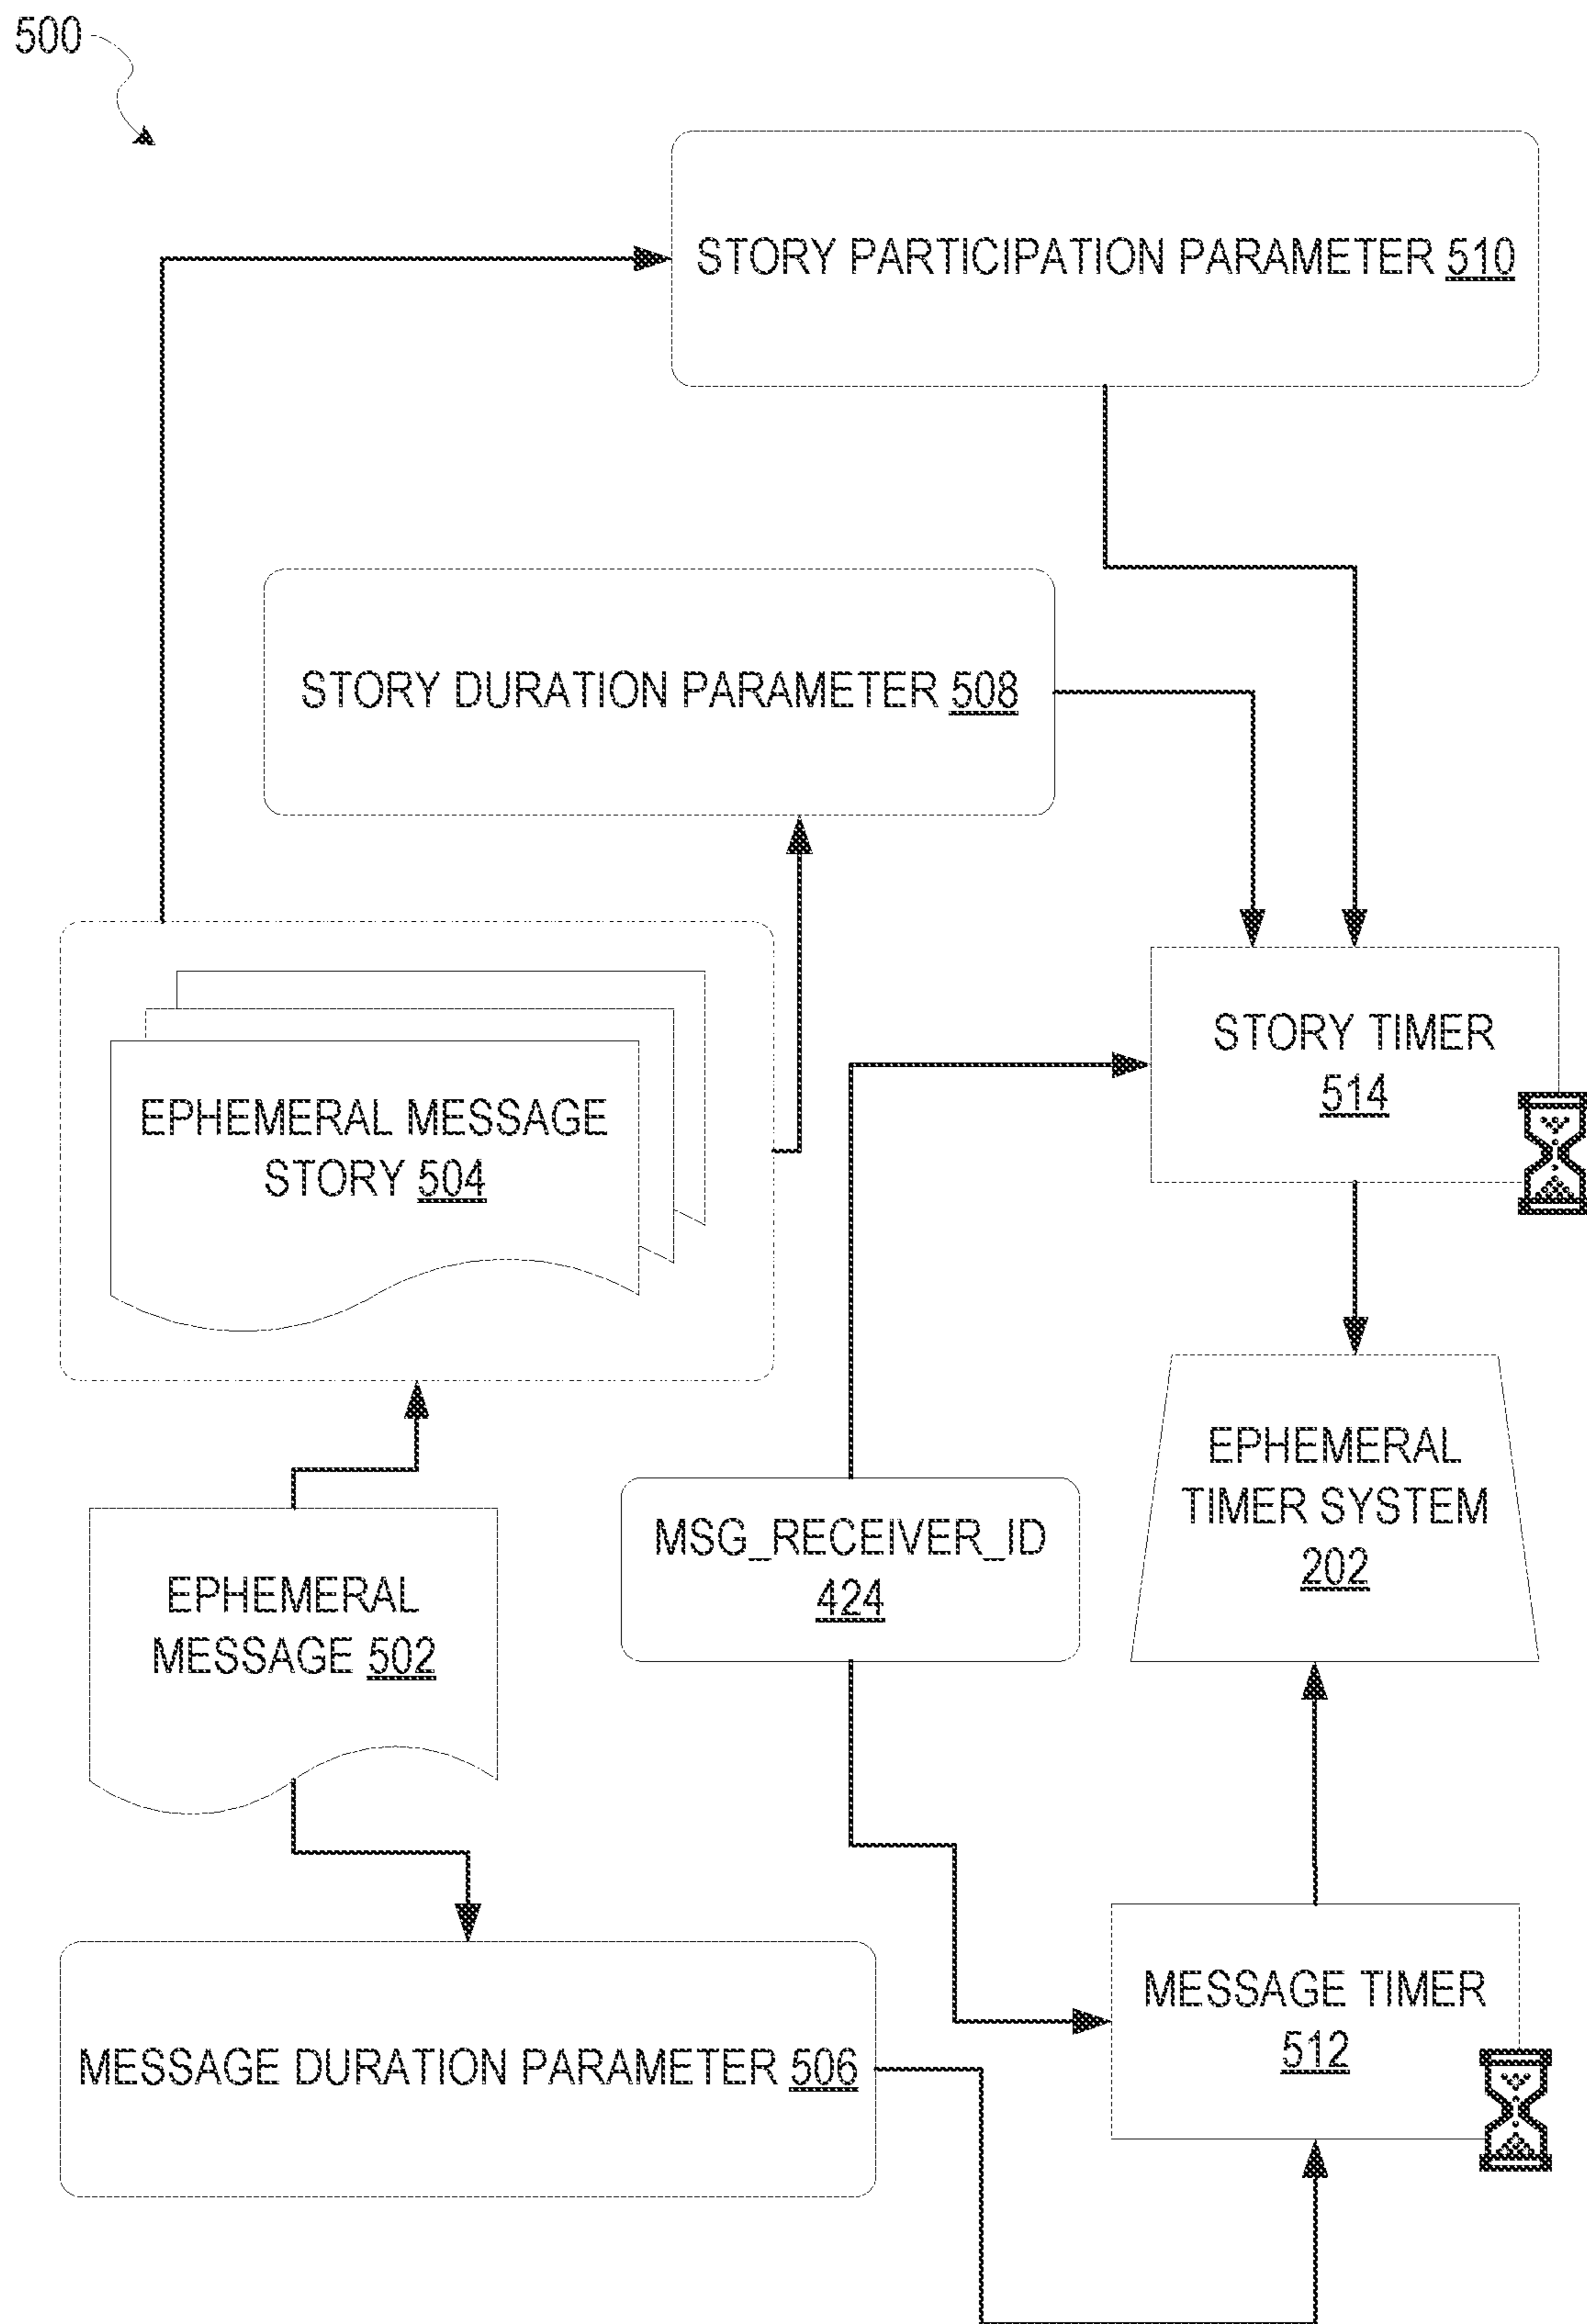 500
STORY PARTICIPATION PARAMETER 510
STORY DURATION PARAMETER 508
STORY TIMER
514
EPHEMERAL MESSAGE
STORY 504
EPHEMERAL
TIMER SYSTEM
202
MSG_RECEIVER_ID
424
EPHEMERAL
MESSAGE 502
MESSAGE TIMER
512
MESSAGE DURATION PARAMETER 506